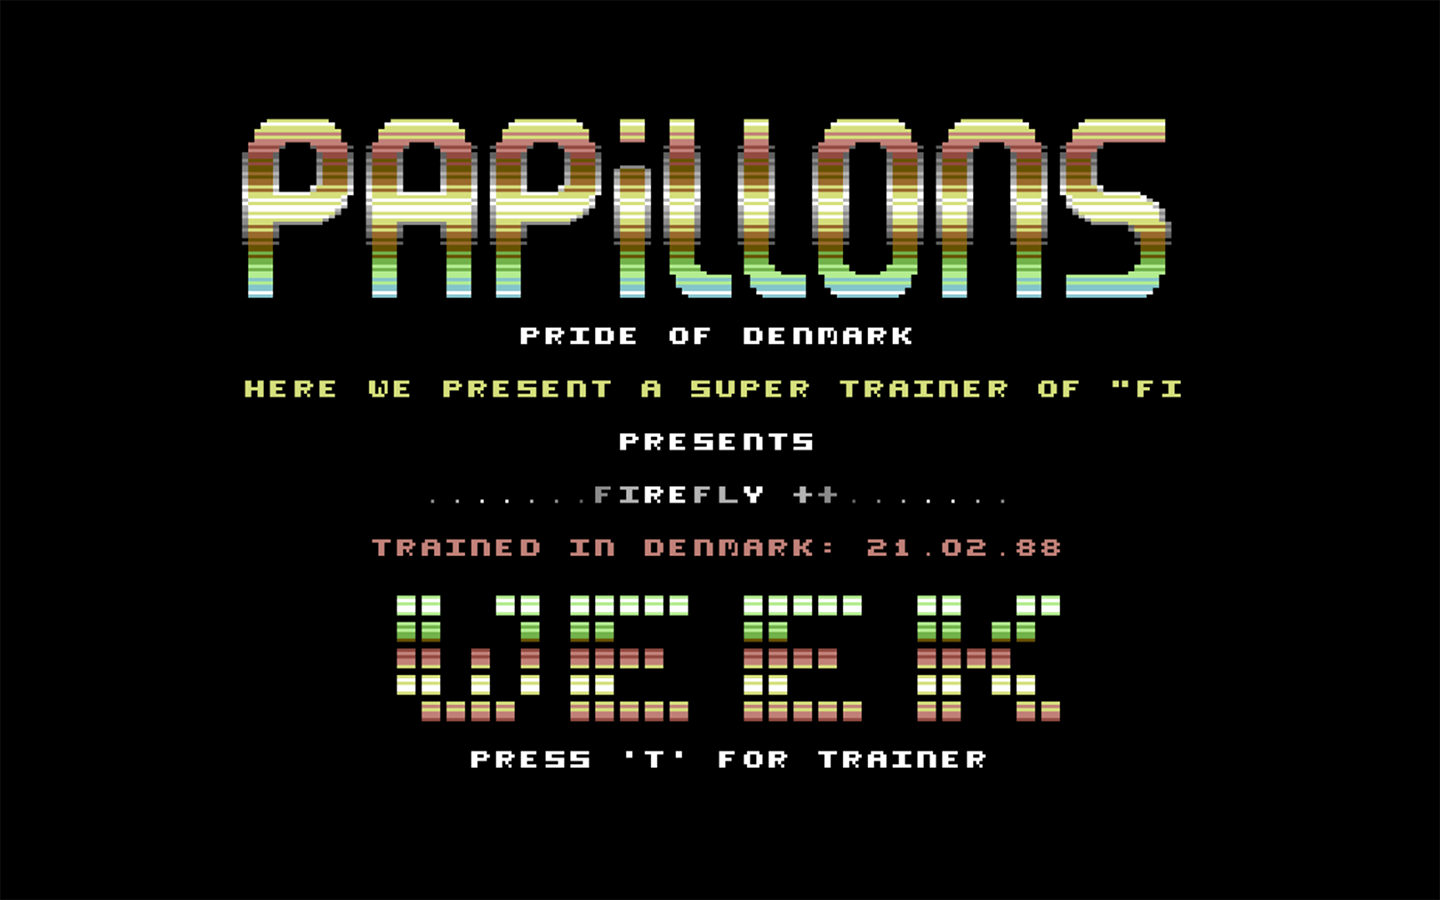 PAPiLLONS
PRIDE OF DENMARK
HERE WE PRESENT A SUPER TRAINER OF "FI
PRESENTS
.......FIREFLY ++.......
TRAINED IN DENMARK: 21.02.88
WEEK
PRESS 'T' FOR TRAINER